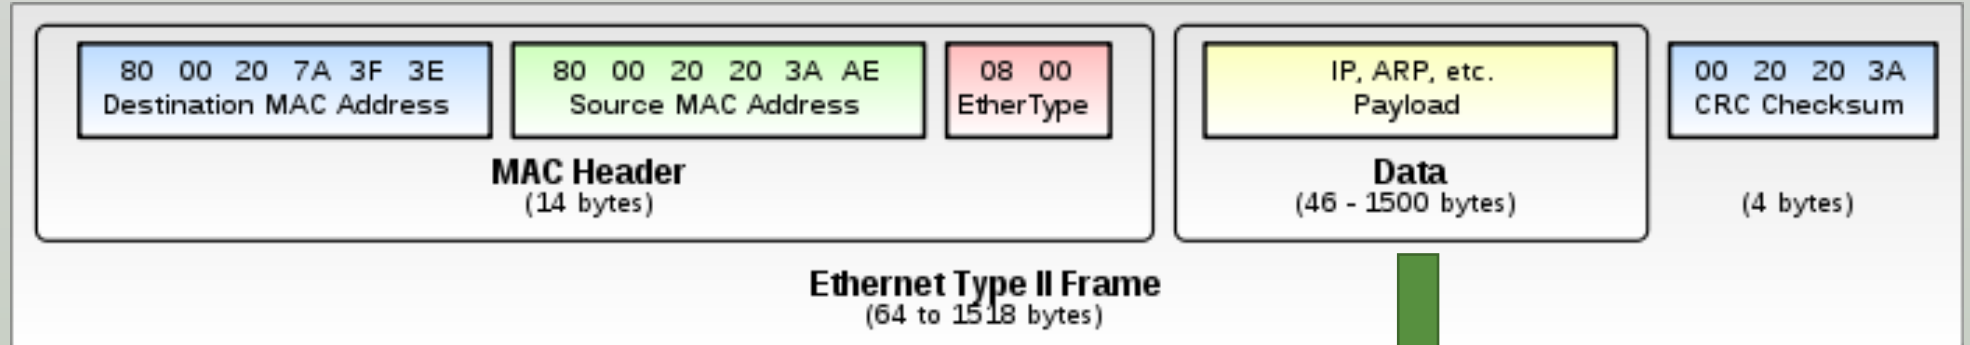 80 00 20 7A 3F 3E
Destination MAC Address
80 00 20 20 3A AE
Source MAC Address
08 00
EtherType
MAC Header
(14 bytes)
IP, ARP, etc.
Payload
Data
(46 - 1500 bytes)
00 20 20 3A
CRC Checksum
(4 bytes)
Ethernet Type II Frame
(64 to 1518 bytes)